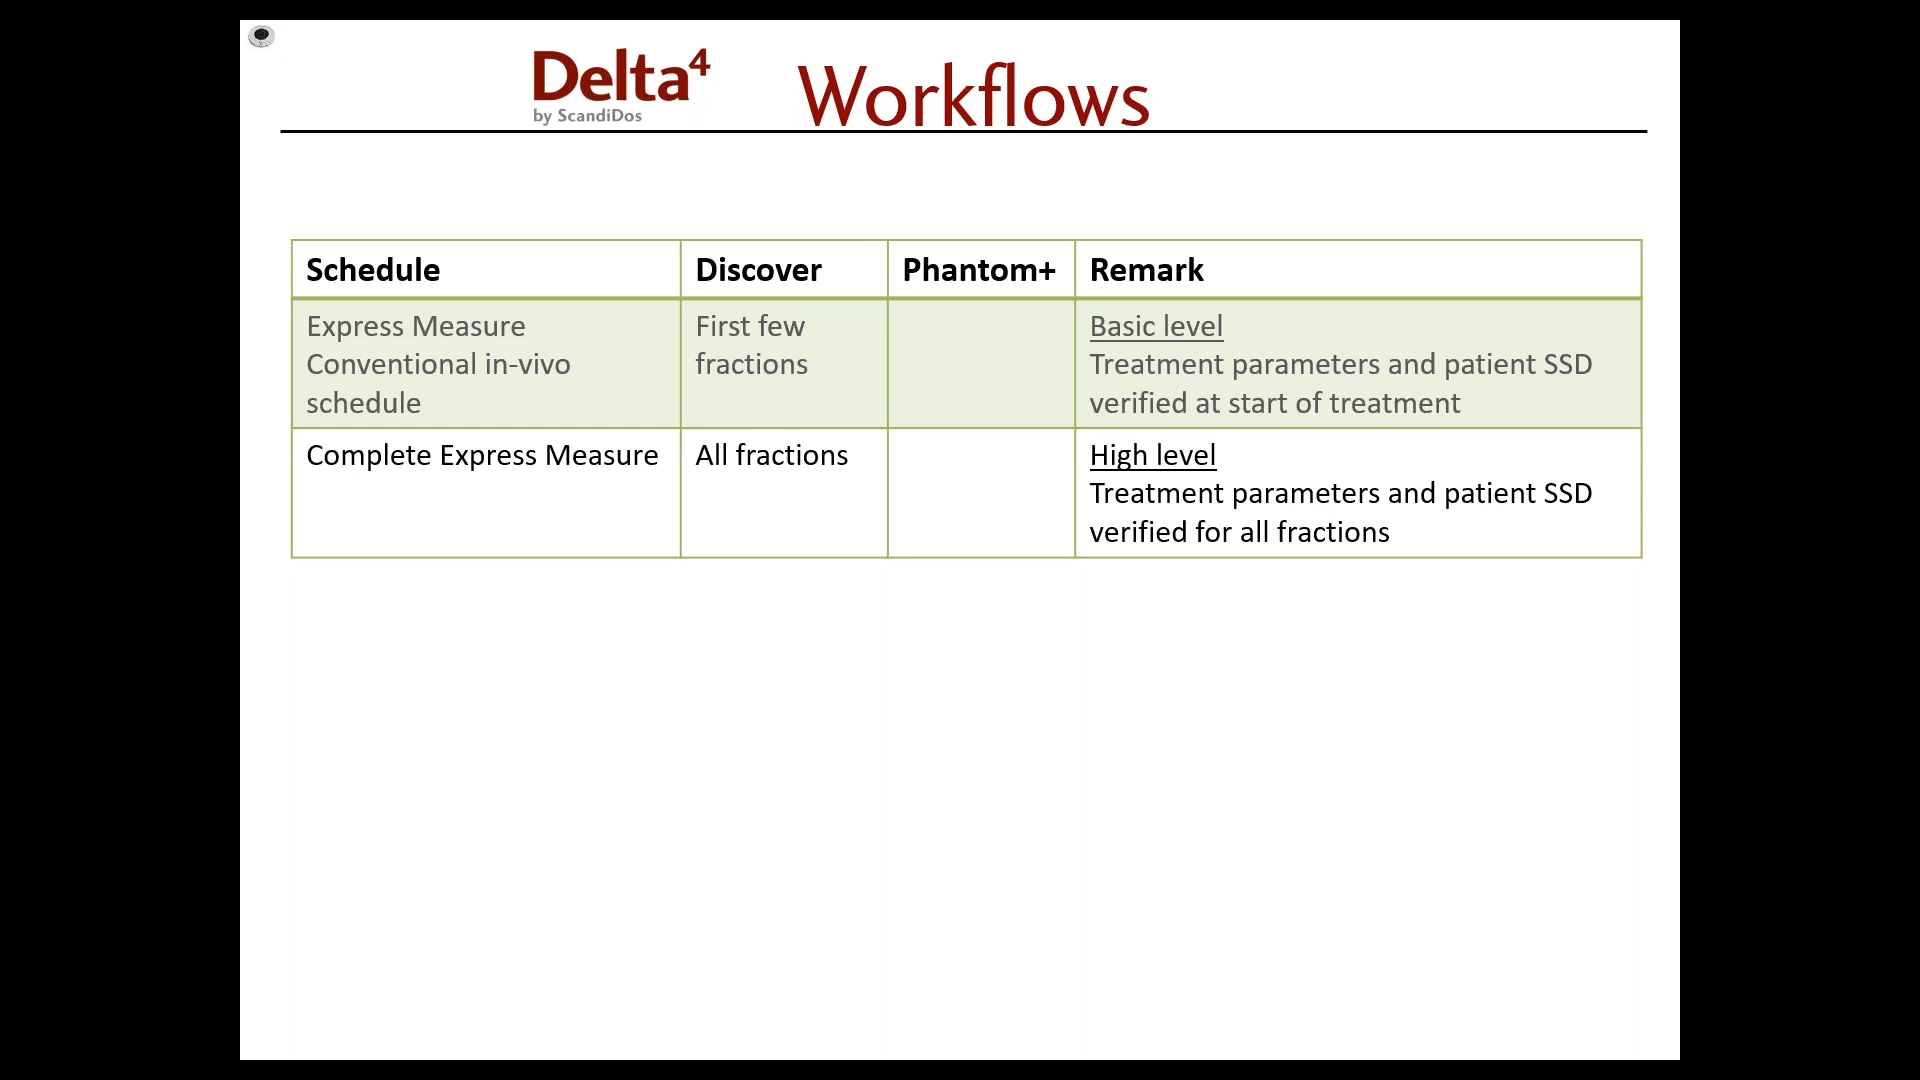 Delta⁴
by ScandiDos
Workflows
Schedule
Discover
Phantom+
Remark
Express Measure
Conventional in-vivo
schedule
First few
fractions
Basic level
Treatment parameters and patient SSD
verified at start of treatment
Complete Express Measure
All fractions
High level
Treatment parameters and patient SSD
verified for all fractions